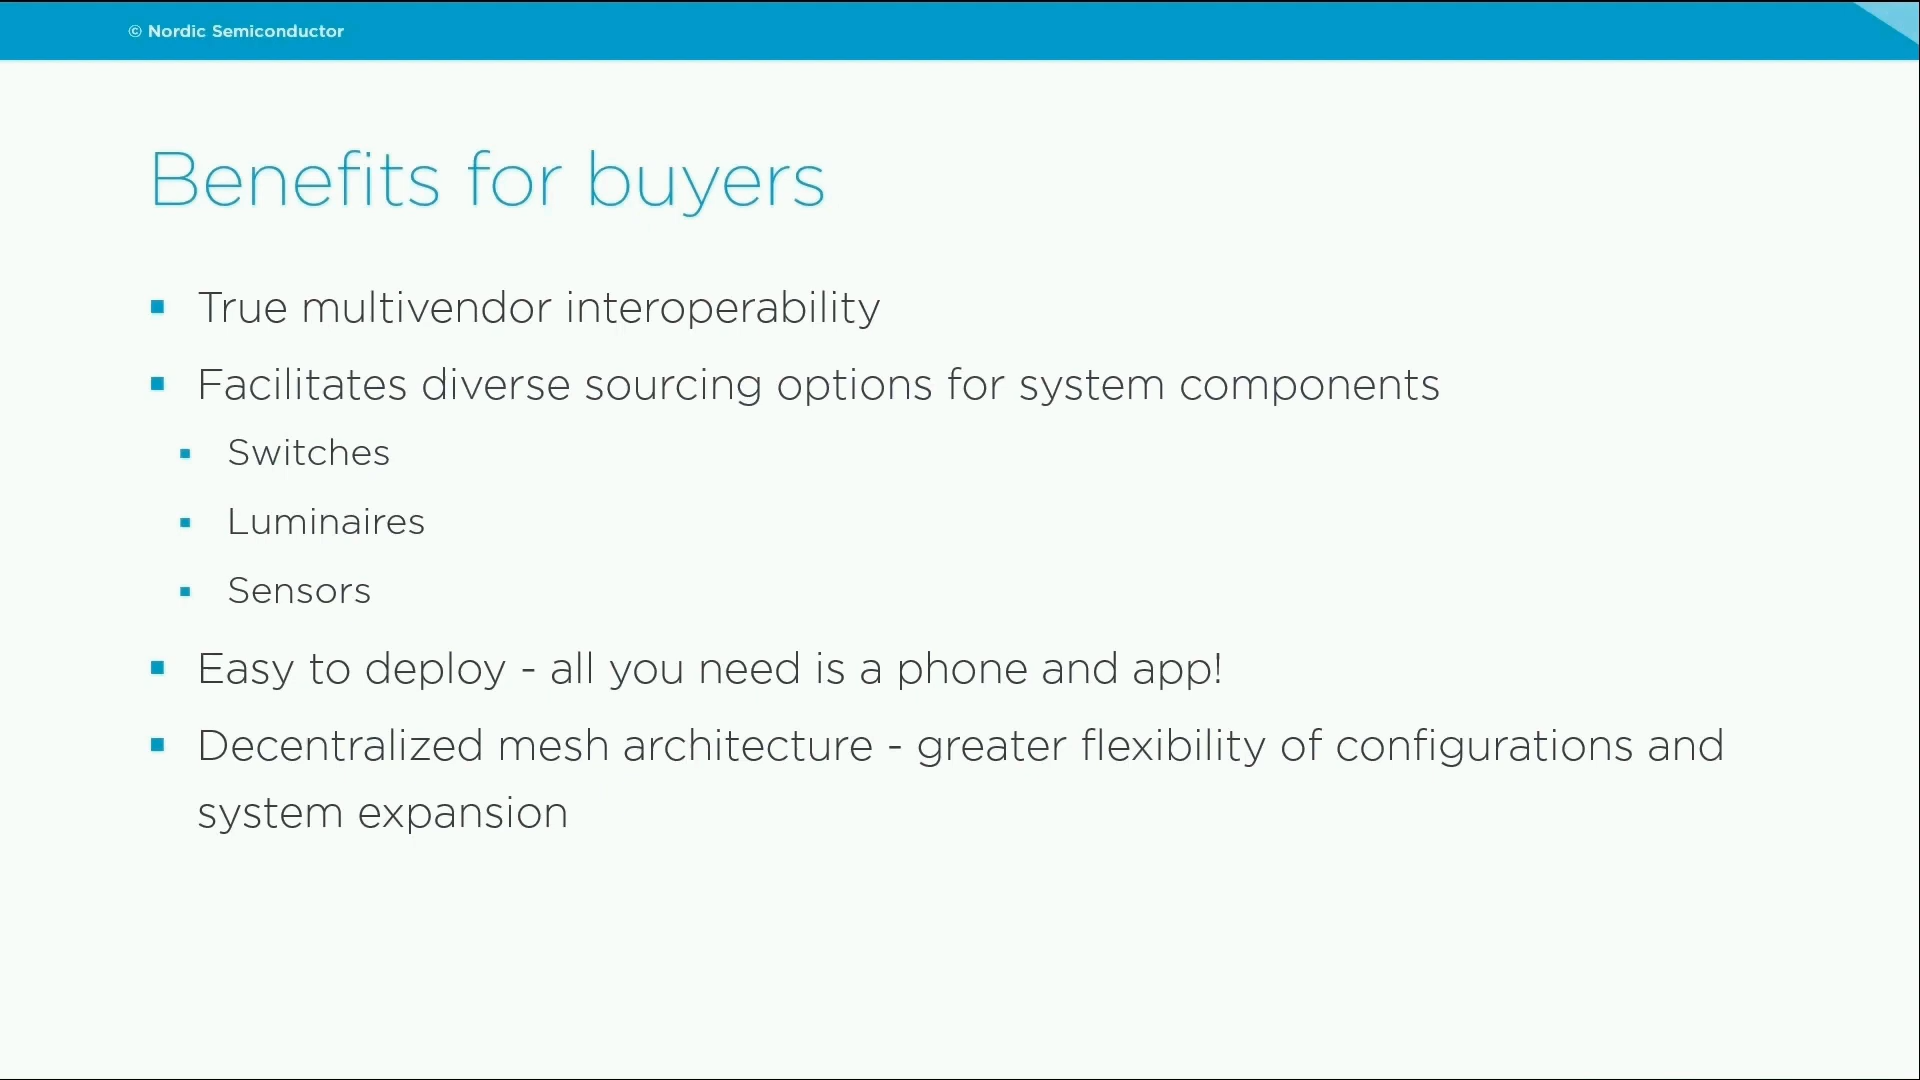 © Nordic Semiconductor
Benefits for buyers
▪ True multivendor interoperability
▪ Facilitates diverse sourcing options for system components
▪ Switches
▪ Luminaires
▪ Sensors
▪ Easy to deploy - all you need is a phone and app!
▪ Decentralized mesh architecture - greater flexibility of configurations and
system expansion